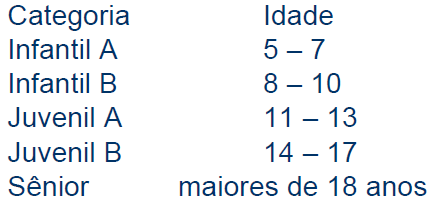 Categoria Idade
Infantil A 5 – 7
Infantil B 8 – 10
Juvenil A 11 – 13
Juvenil B 14 – 17
Sênior maiores de 18 anos